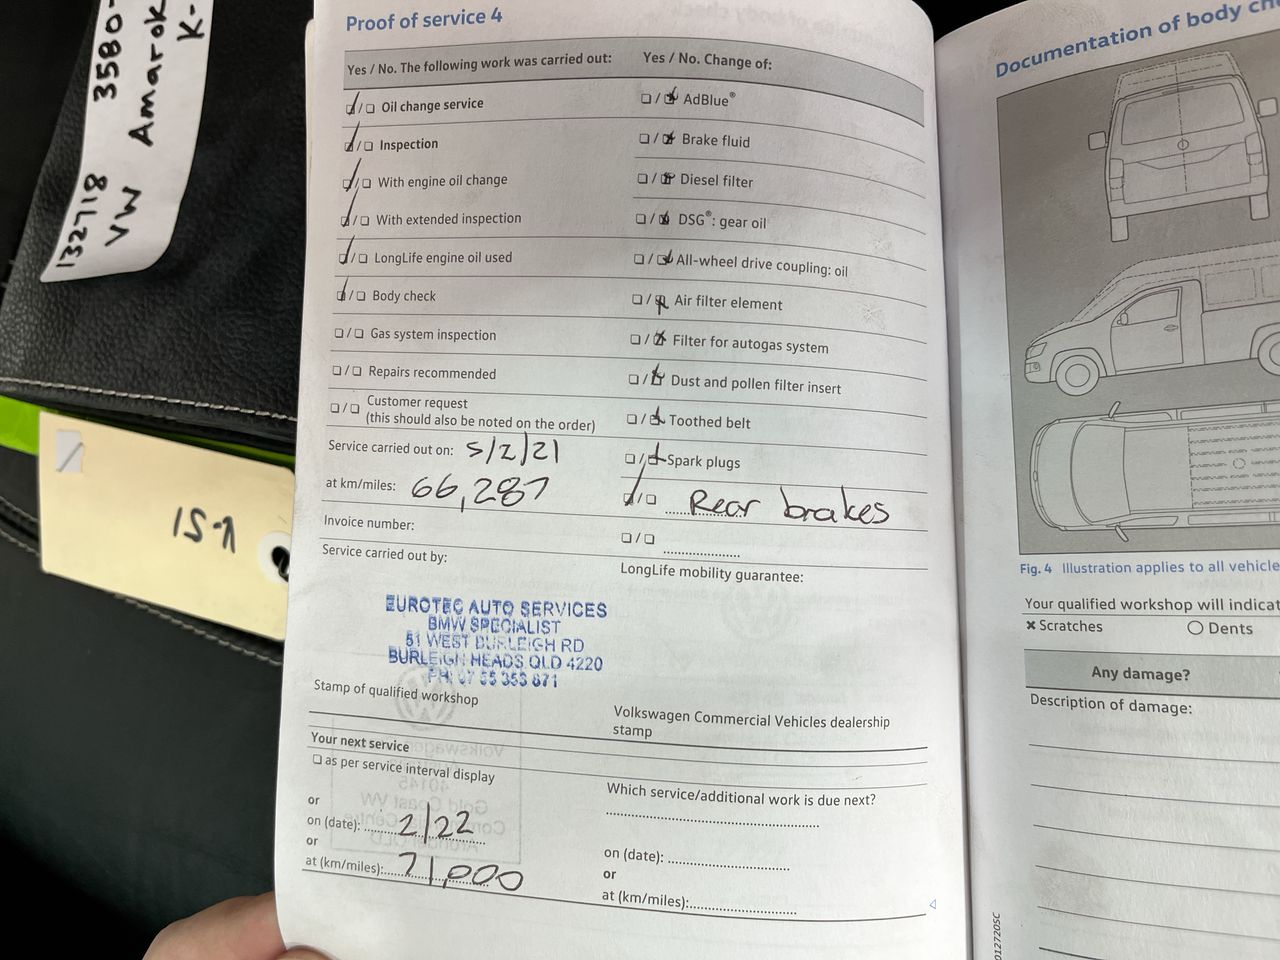 132718 3580-
VW Amarok
K-
15-V
Proof of service 4
Yes / No. The following work was carried out:
Yes / No. Change of:
Oil change service
AdBlue®
Inspection
Brake fluid
With engine oil change
Diesel filter
With extended inspection
DSG®: gear oil
LongLife engine oil used
All-wheel drive coupling: oil
Body check
Air filter element
Gas system inspection
Filter for autogas system
Repairs recommended
Dust and pollen filter insert
Customer request
(this should also be noted on the order)
Toothed belt
Service carried out on: 5/2/21
Spark plugs
at km/miles: 66,287
Rear brakes
Invoice number:
Service carried out by:
LongLife mobility guarantee:
EUROTEC AUTO SERVICES
BMW SPECIALIST
51 WEST BURLEIGH RD
BURLEIGH HEADS QLD 4220
PH: 07 55 353 871
Stamp of qualified workshop
Volkswagen Commercial Vehicles dealership
stamp
Your next service
as per service interval display
Which service/additional work is due next?
or
on (date): 2/22
on (date):
or
or
at (km/miles): 71,000
at (km/miles):
Documentation of body
Fig. 4 Illustration applies to all
Your qualified workshop will
Scratches
Dents
Any damage?
Description of damage:
012720SC